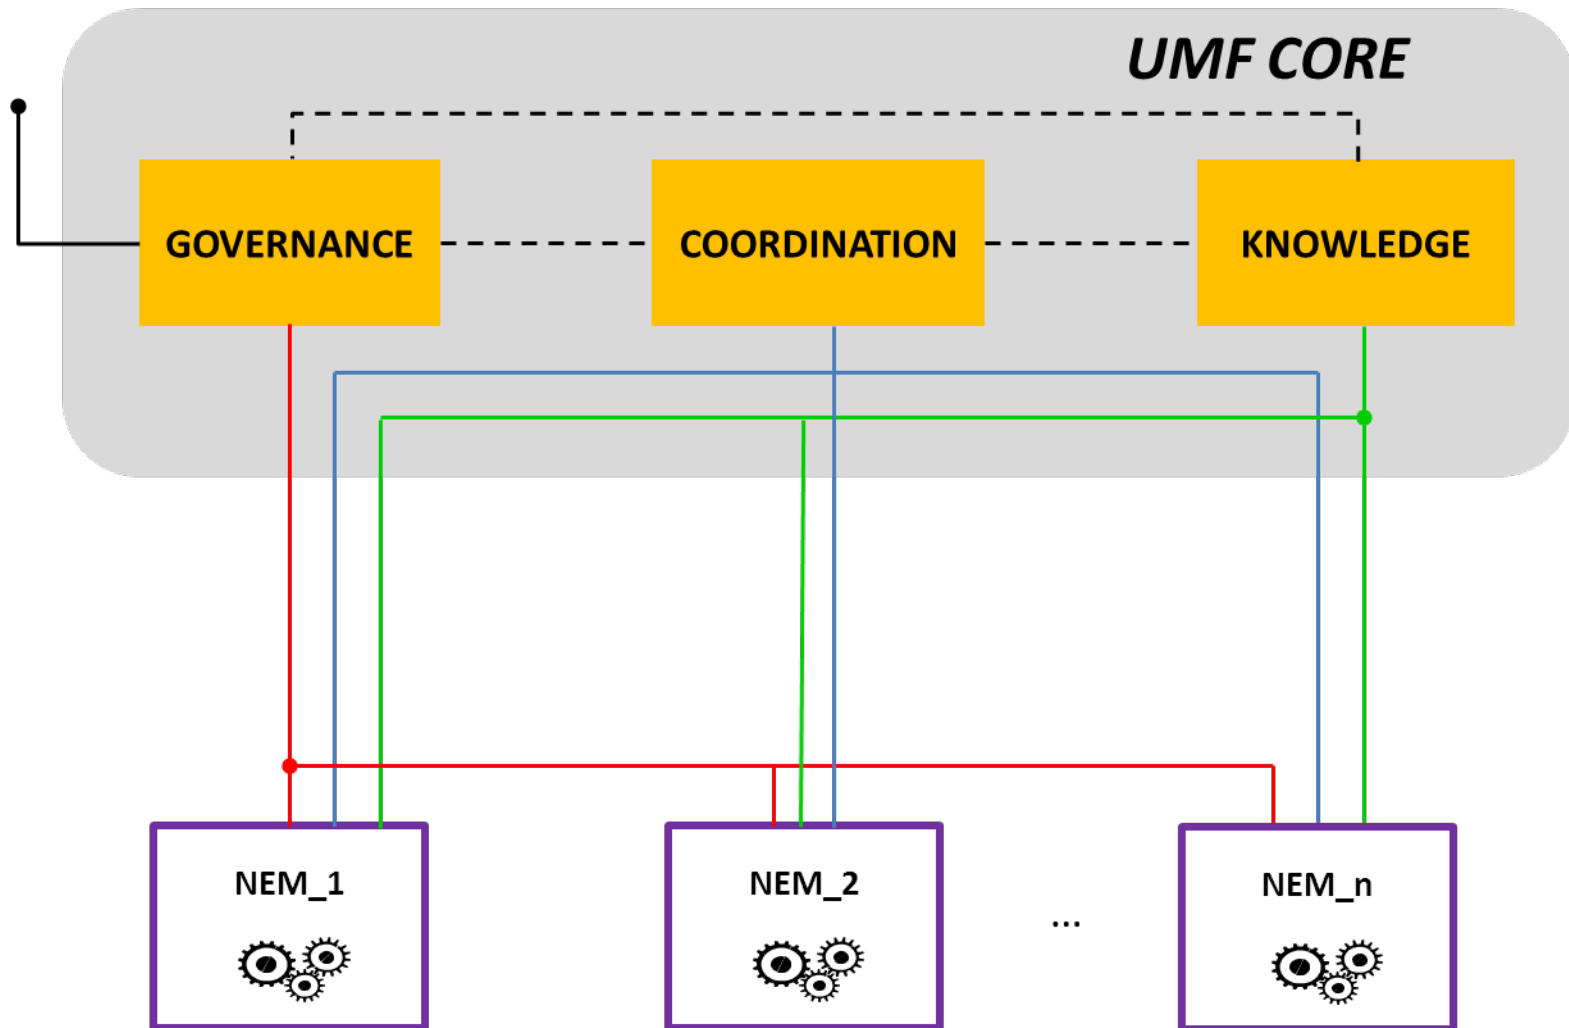 UMF CORE
GOVERNANCE
COORDINATION
KNOWLEDGE
NEM_1
NEM_2
...
NEM_n